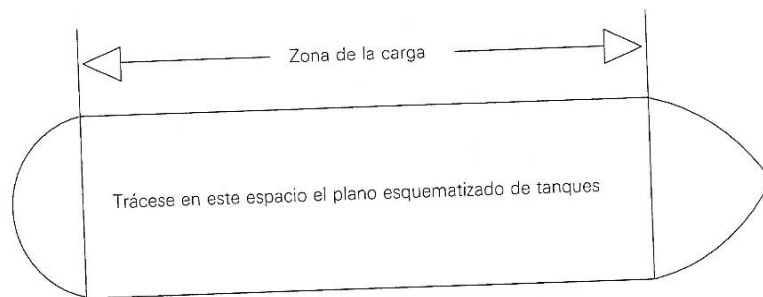 Zona de la carga
Trácese en este espacio el plano esquematizado de tanques